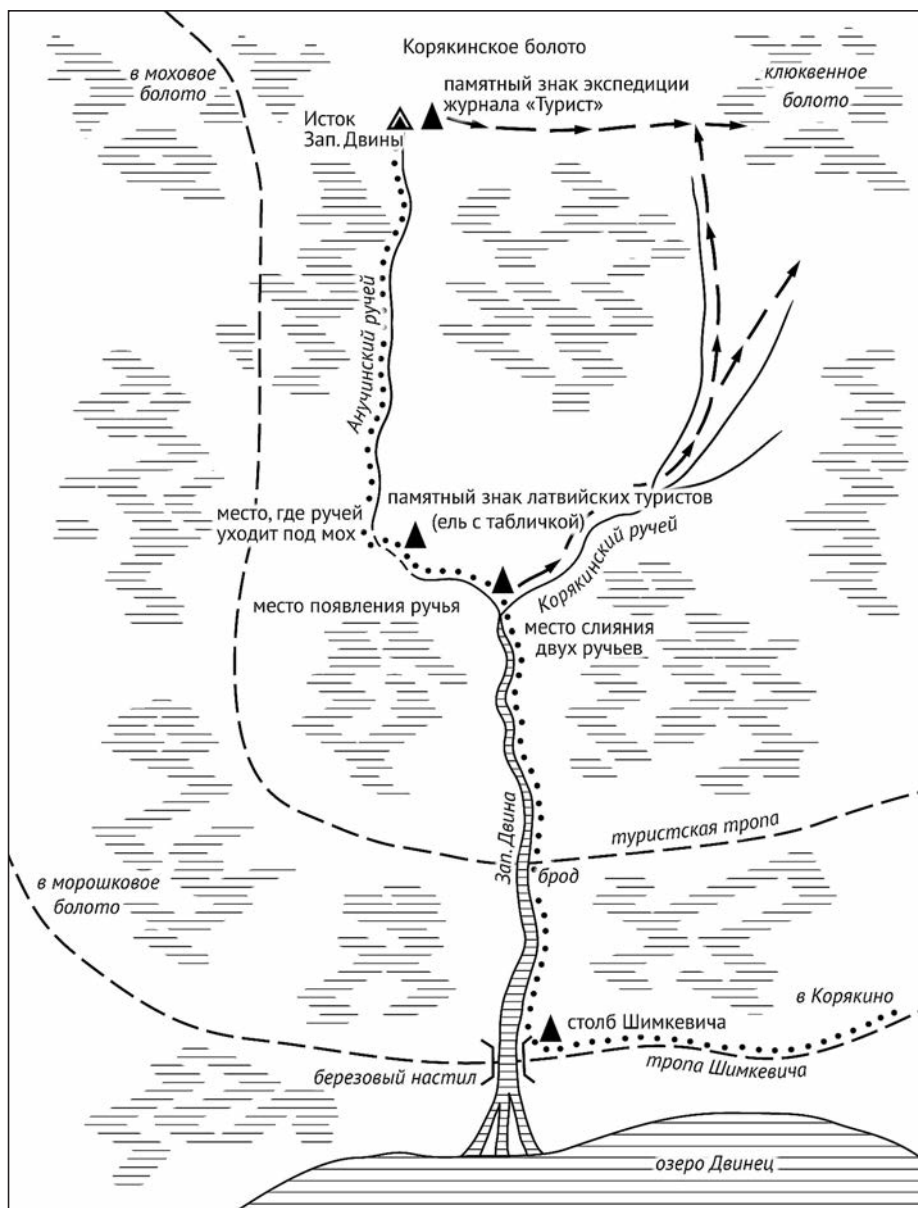 Корякинское болото
в моховое
болото
памятный знак экспедиции
журнала «Турист»
клюквенное
болото
Исток
Зап. Двины
Анучинский ручей
памятный знак латвийских туристов
(ель с табличкой)
место, где ручей
уходит под мох
Корякинский ручей
место появления ручья
место слияния
двух ручьев
Зап. Двина
туристская тропа
брод
в морошковое
болото
в Корякино
столб Шимкевича
тропа Шимкевича
березовый настил
озеро Двинец